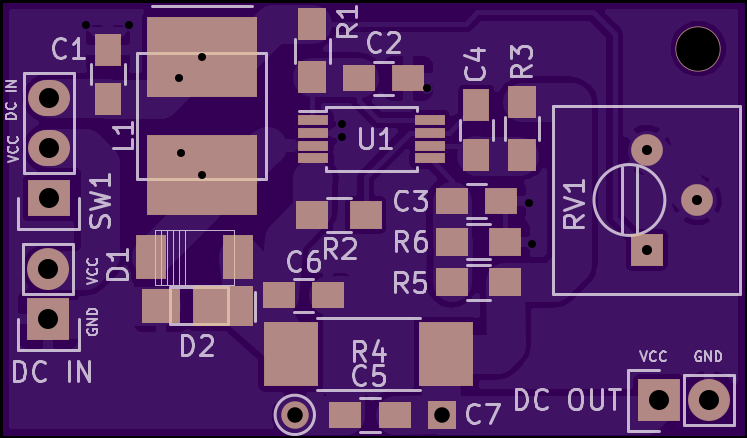 R1
C1
C2
C4
R3
DC IN
VCC
L1
U1
SW1
C3
RV1
R2
R6
D1
VCC
C6
R5
GND
D2
R4
C5
VCC GND
DC IN
DC OUT
C7